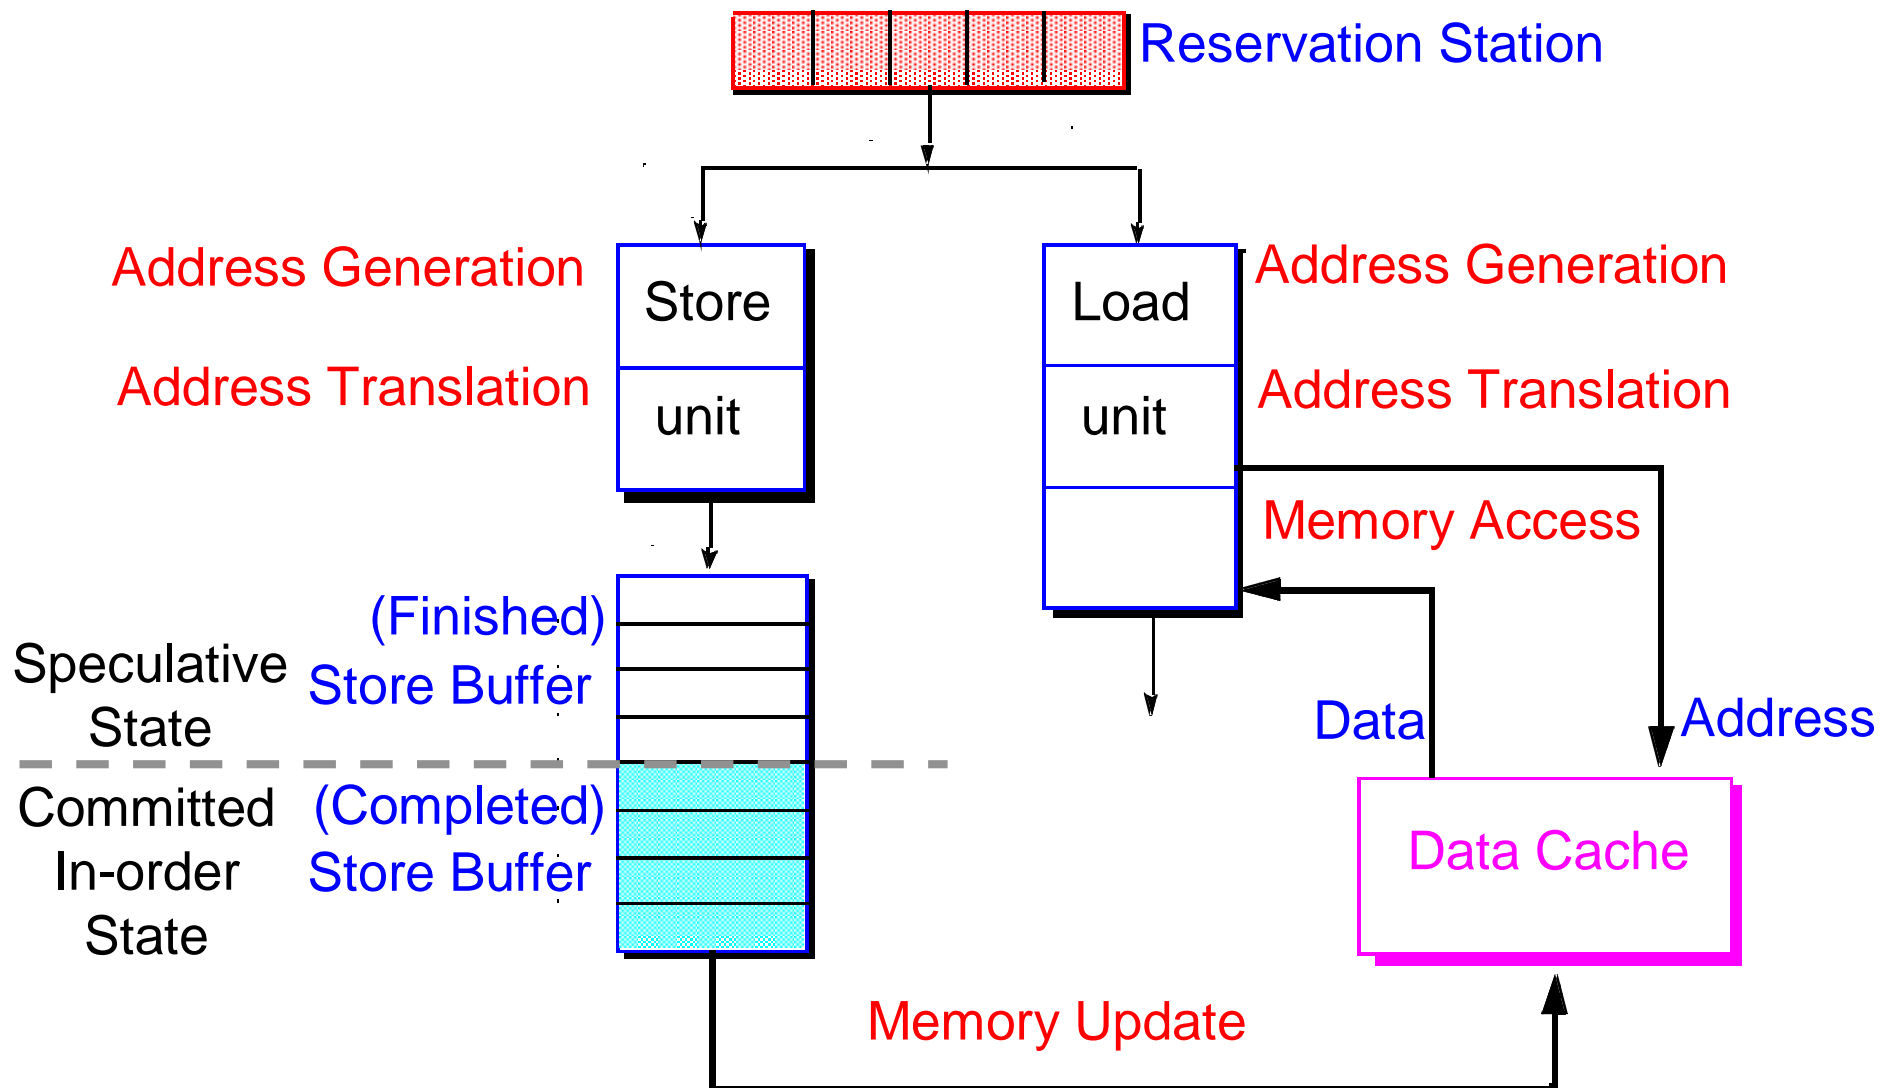 Reservation Station
Address Generation
Store
Load
Address Generation
Address Translation
unit
unit
Address Translation
Memory Access
(Finished)
Store Buffer
Speculative
State
Data
Address
Committed
In-order
State
(Completed)
Store Buffer
Data Cache
Memory Update